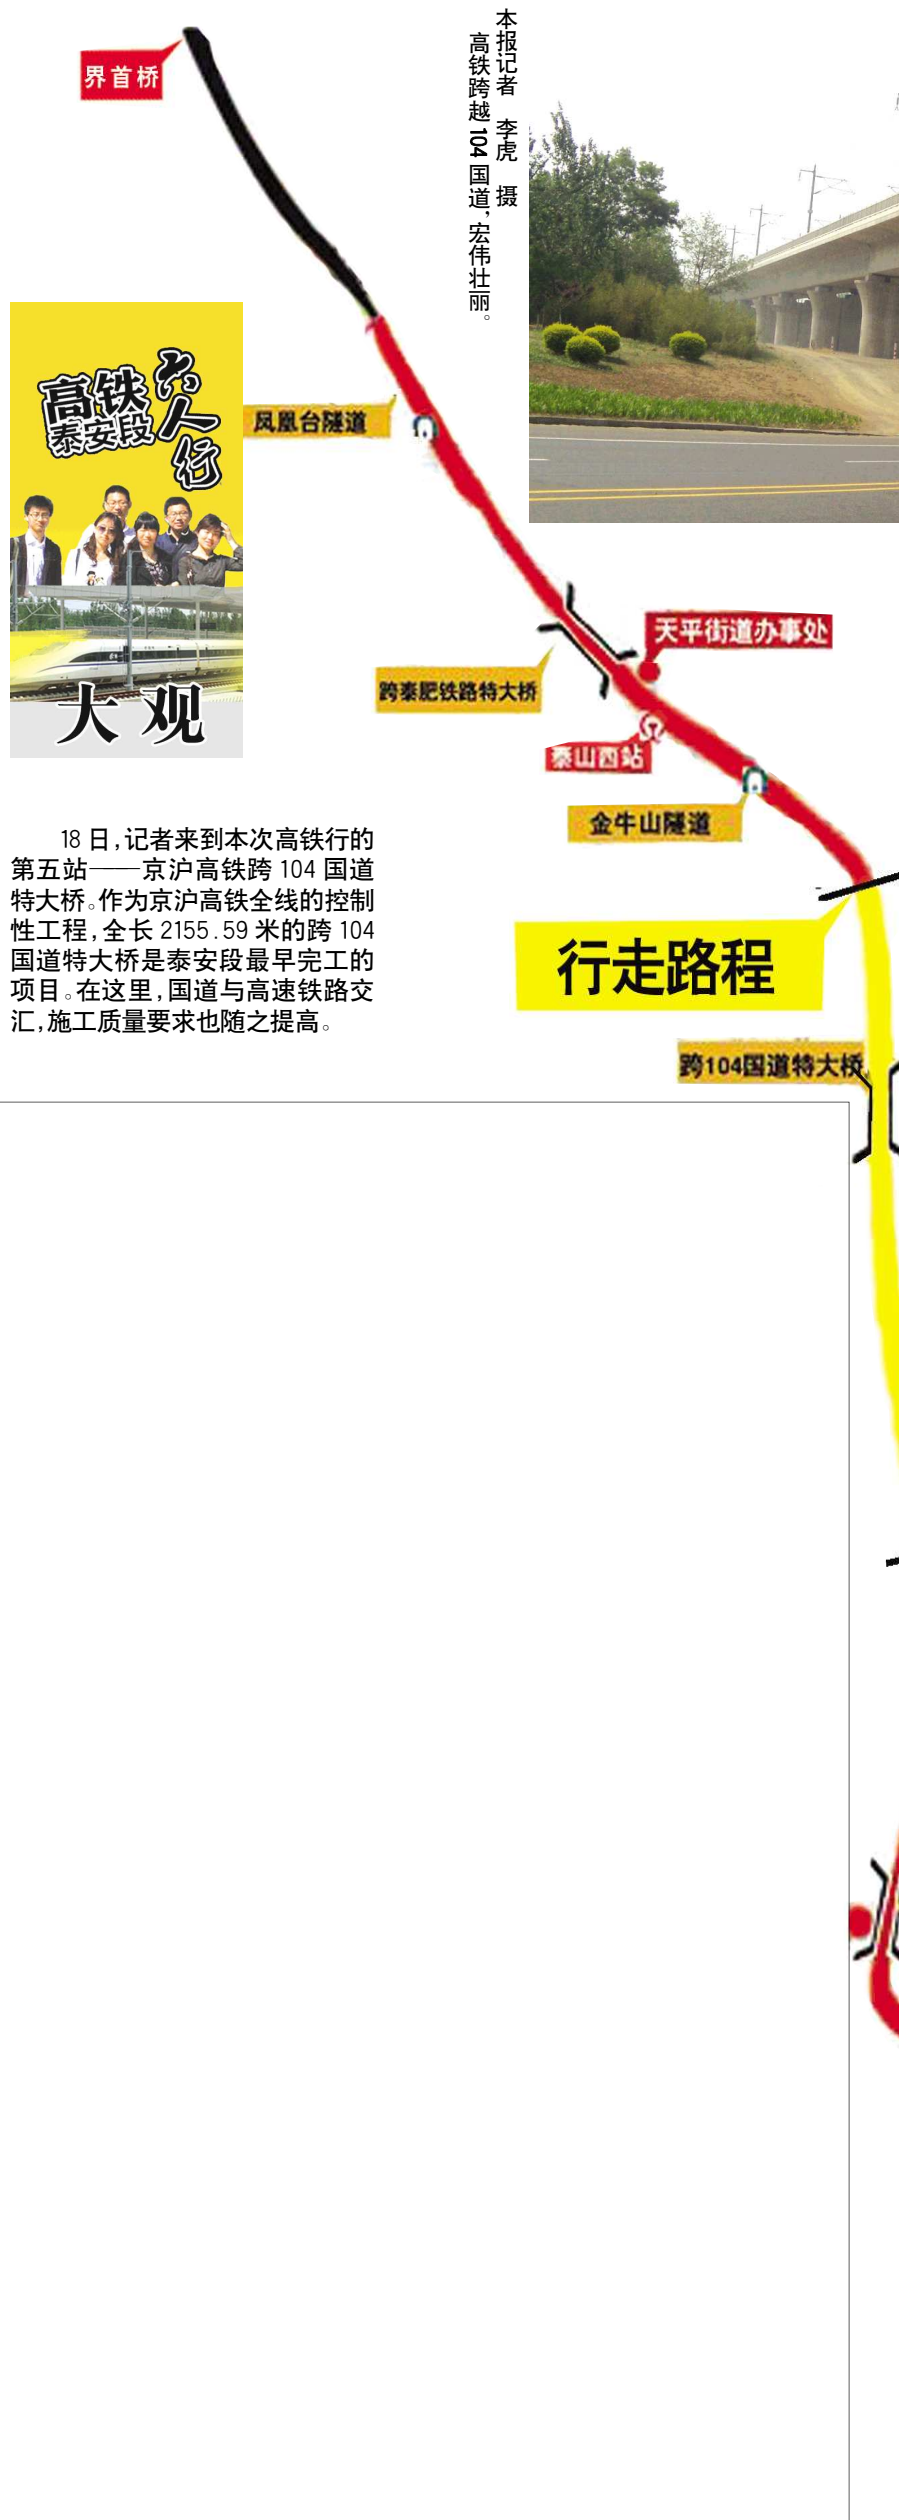 界首桥
高铁跨越104国道，宏伟壮丽。
本报记者 李虎 摄
高铁
泰安段
六人行
大观
凤凰台隧道
天平街道办事处
跨泰肥铁路特大桥
泰山西站
金牛山隧道
18日，记者来到本次高铁行的
第五站——京沪高铁跨104国道
特大桥。作为京沪高铁全线的控制
性工程，全长2155.59米的跨104
国道特大桥是泰安段最早完工的
项目。在这里，国道与高速铁路交
汇，施工质量要求也随之提高。
行走路程
跨104国道特大桥